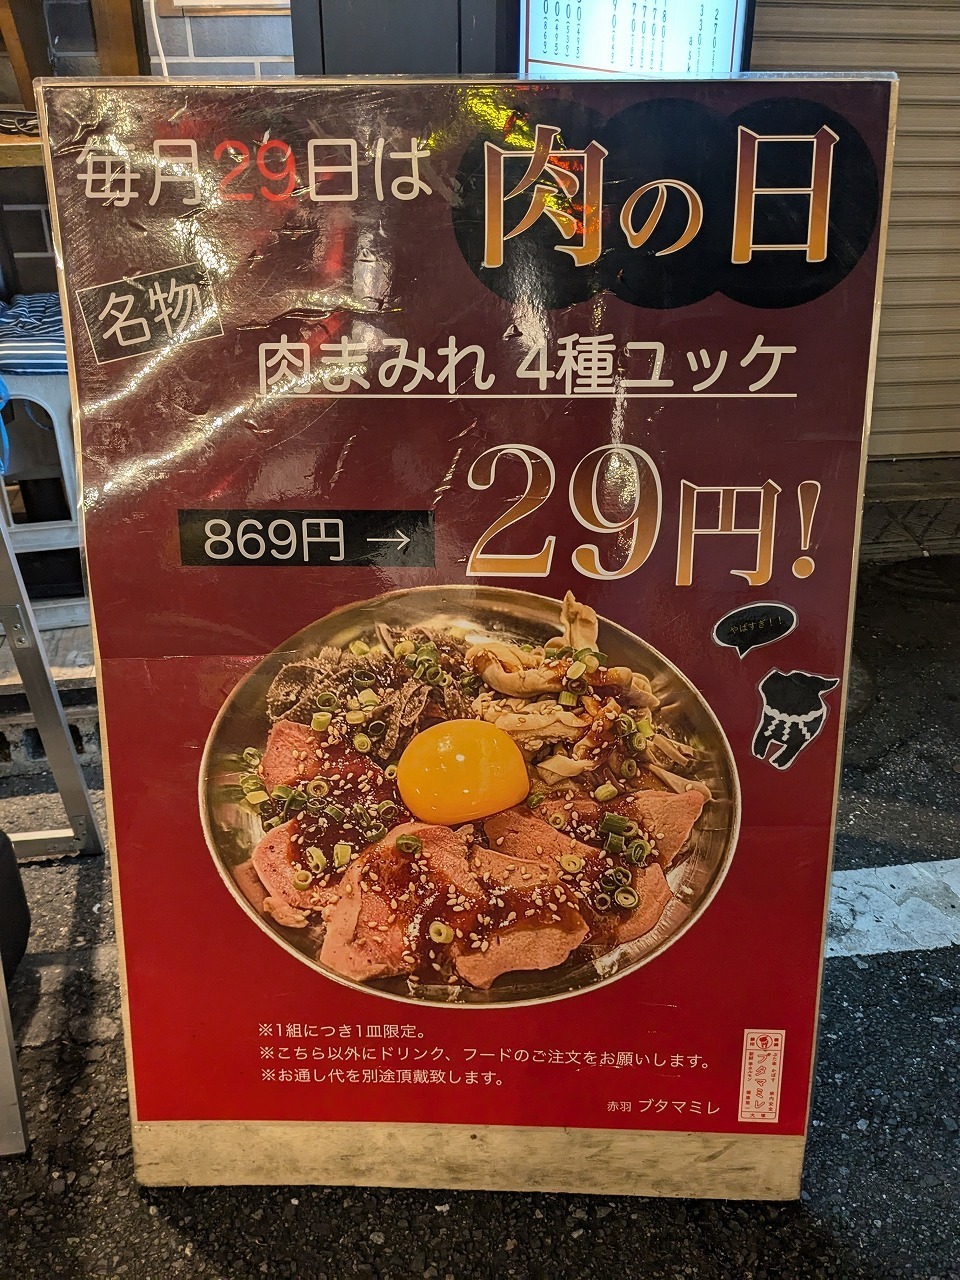 毎月29日は 肉の日
名物
肉まみれ 4種ユッケ
869円 → 29円!
やばすぎ!!
※1組につき1皿限定。
※こちら以外にドリンク、フードのご注文をお願いします。
※お通し代を別途頂戴致します。
赤羽 ブタマミレ
ブタマミレ